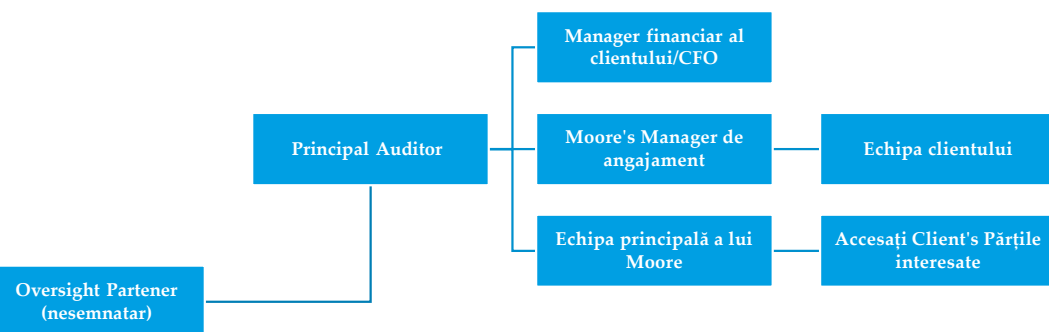 Manager financiar al
clientului/CFO
Principal Auditor
Moore's Manager de
angajament
Echipa clientului
Echipa principală a lui
Moore
Accesați Client's Părțile
interesate
Oversight Partener
(nesemnatar)